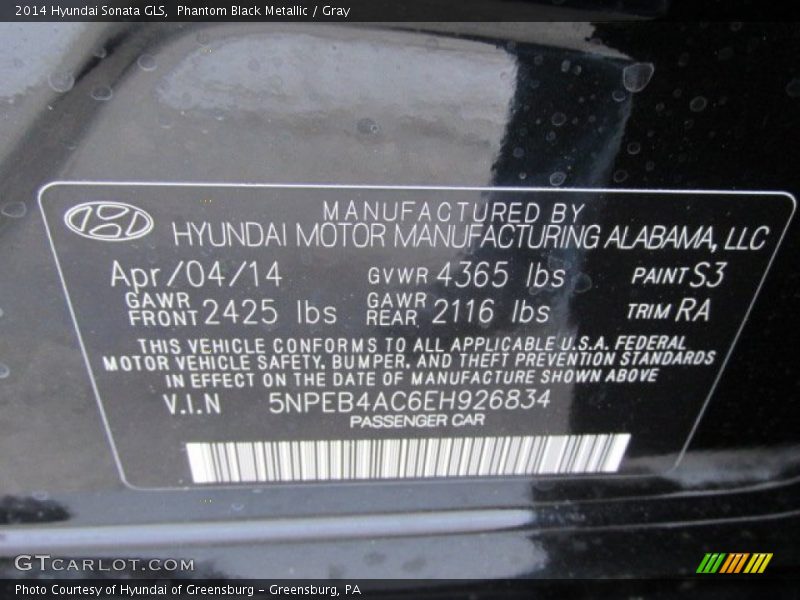 2014 Hyundai Sonata GLS,  Phantom Black Metallic / Gray
MANUFACTURED BY
HYUNDAI MOTOR MANUFACTURING ALABAMA, LLC
Apr/04/14 GVWR 4365 lbs PAINT S3
GAWR FRONT 2425 lbs GAWR REAR 2116 lbs TRIM RA
THIS VEHICLE CONFORMS TO ALL APPLICABLE U.S.A. FEDERAL
MOTOR VEHICLE SAFETY, BUMPER, AND THEFT PREVENTION STANDARDS
IN EFFECT ON THE DATE OF MANUFACTURE SHOWN ABOVE
V.I.N 5NPEB4AC6EH926834
PASSENGER CAR
GTCARLOT.COM
Photo Courtesy of Hyundai of Greensburg - Greensburg, PA